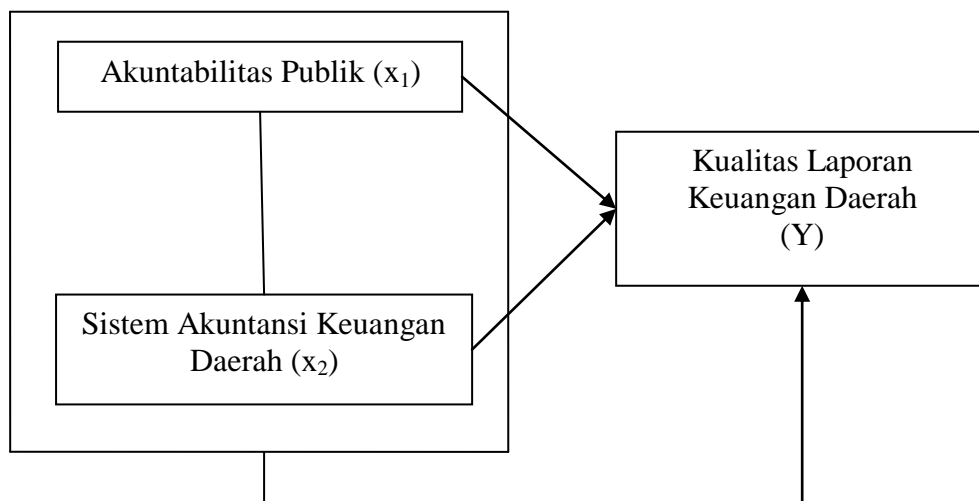 Akuntabilitas Publik (x₁)
Kualitas Laporan
Keuangan Daerah
(Y)
Sistem Akuntansi Keuangan
Daerah (x₂)